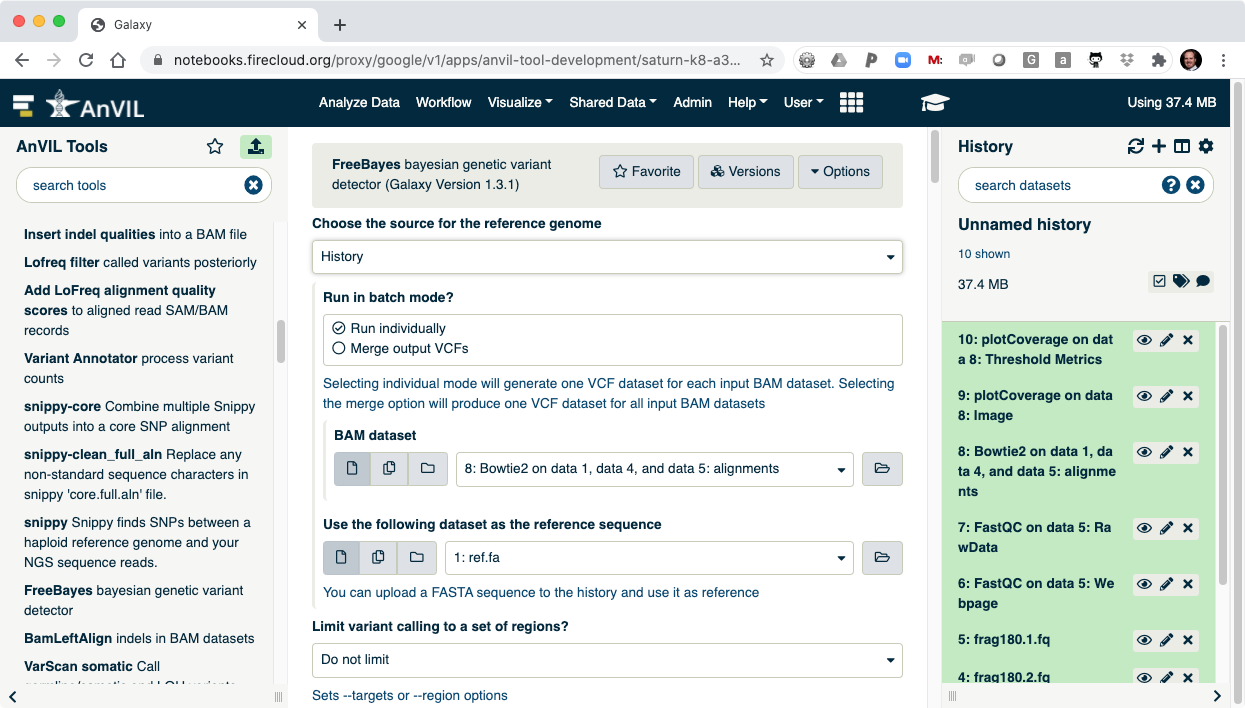 Galaxy
notebooks.firecloud.org/proxy/google/v1/apps/anvil-tool-development/saturn-k8-a3...
AnVIL
Analyze Data Workflow Visualize Shared Data Admin Help User
Using 37.4 MB
AnVIL Tools
search tools
Insert indel qualities into a BAM file
Lofreq filter called variants posteriorly
Add LoFreq alignment quality
scores to aligned read SAM/BAM
records
Variant Annotator process variant
counts
snippy-core Combine multiple Snippy
outputs into a core SNP alignment
snippy-clean_full_aln Replace any
non-standard sequence characters in
snippy 'core.full.aln' file.
snippy Snippy finds SNPs between a
haploid reference genome and your
NGS sequence reads.
FreeBayes bayesian genetic variant
detector
BamLeftAlign indels in BAM datasets
VarScan somatic Call
FreeBayes bayesian genetic variant
detector (Galaxy Version 1.3.1)
Favorite
Versions
Options
Choose the source for the reference genome
History
Run in batch mode?
Run individually
Merge output VCFs
Selecting individual mode will generate one VCF dataset for each input BAM dataset. Selecting
the merge option will produce one VCF dataset for all input BAM datasets
BAM dataset
8: Bowtie2 on data 1, data 4, and data 5: alignments
Use the following dataset as the reference sequence
1: ref.fa
You can upload a FASTA sequence to the history and use it as reference
Limit variant calling to a set of regions?
Do not limit
Sets --targets or --region options
History
search datasets
Unnamed history
10 shown
37.4 MB
10: plotCoverage on dat
a 8: Threshold Metrics
9: plotCoverage on data
8: Image
8: Bowtie2 on data 1, da
ta 4, and data 5: alignme
nts
7: FastQC on data 5: Ra
wData
6: FastQC on data 5: We
bpage
5: frag180.1.fq
4: frag180.2.fq